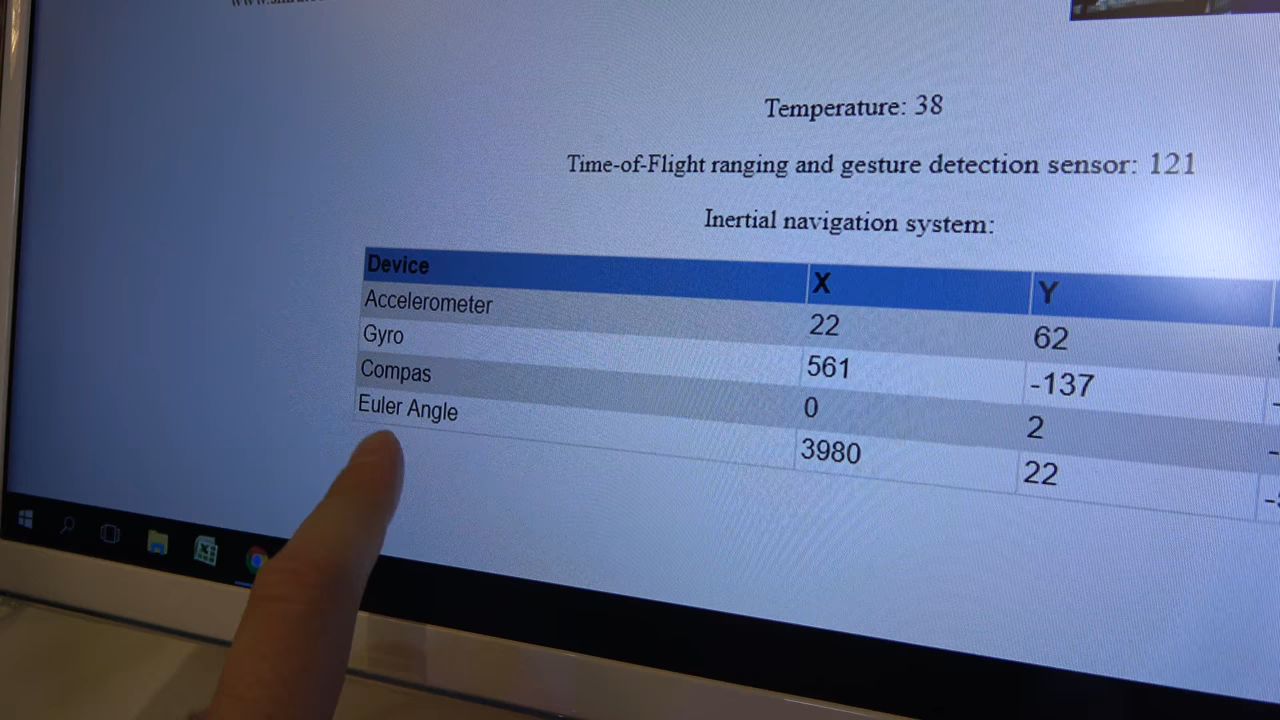 Temperature: 38
Time-of-Flight ranging and gesture detection sensor: 121
Inertial navigation system:
Device X Y
Accelerometer 22 62
Gyro 561 -137
Compas 0 2
Euler Angle 3980 22